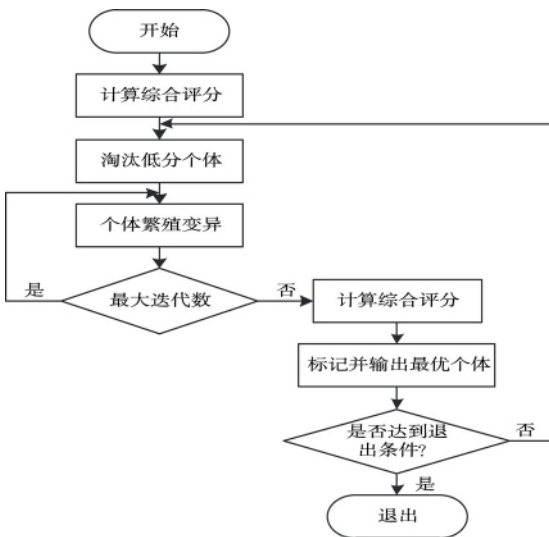 开始
计算综合评分
淘汰低分个体
个体繁殖变异
是
最大迭代数
否
计算综合评分
标记并输出最优个体
是否达到退
出条件?
否
是
退出